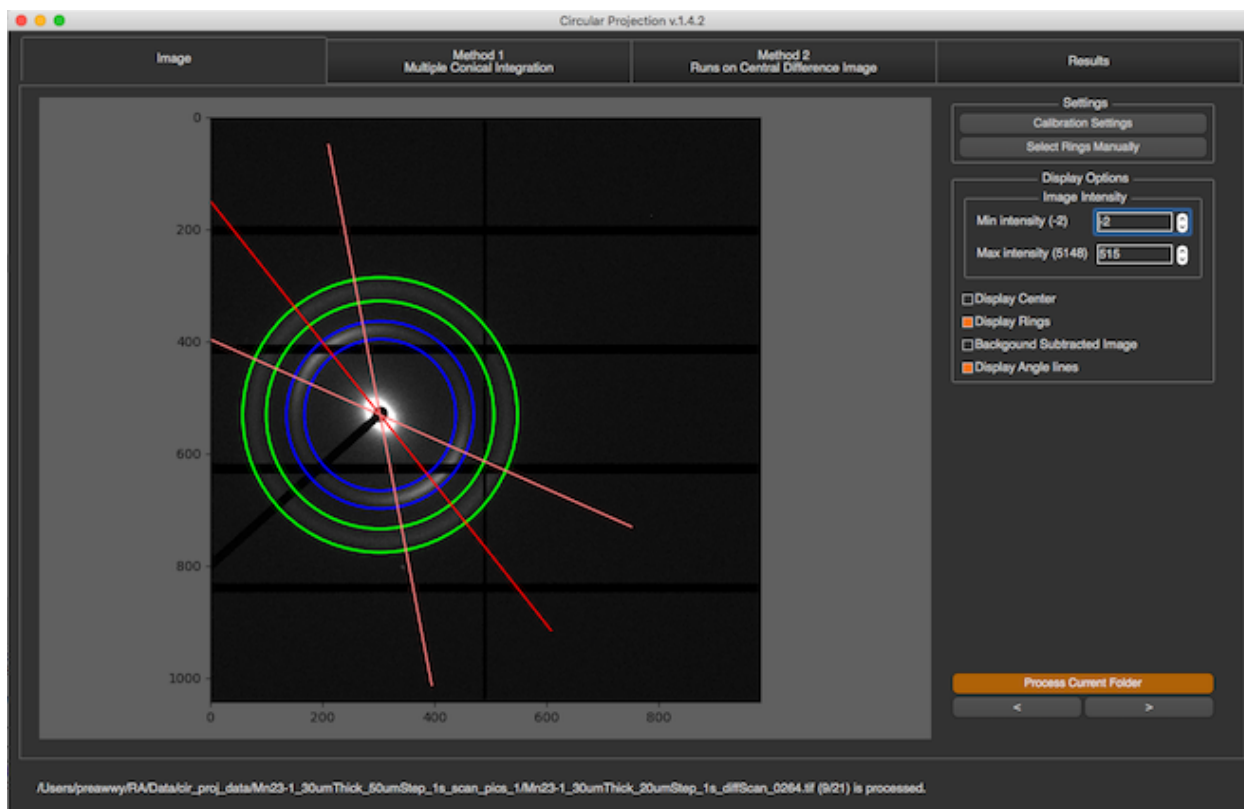 Circular Projection v.1.4.2
Image
Method 1
Multiple Conical Integration
Method 2
Runs on Central Difference Image
Results
0
200
400
600
800
1000
0
200
400
600
800
Settings
Calibration Settings
Select Rings Manually
Display Options
Image Intensity
Min intensity (-2)
-2
Max intensity (5148)
515
Display Center
Display Rings
Backgound Subtracted Image
Display Angle lines
Process Current Folder
<
>
/Users/preawwy/RA/Data/cir_proj_data/Mn23-1_30umThick_50umStep_1s_scan_pics_1/Mn23-1_30umThick_20umStep_1s_diffScan_0264.tif (9/21) is processed.